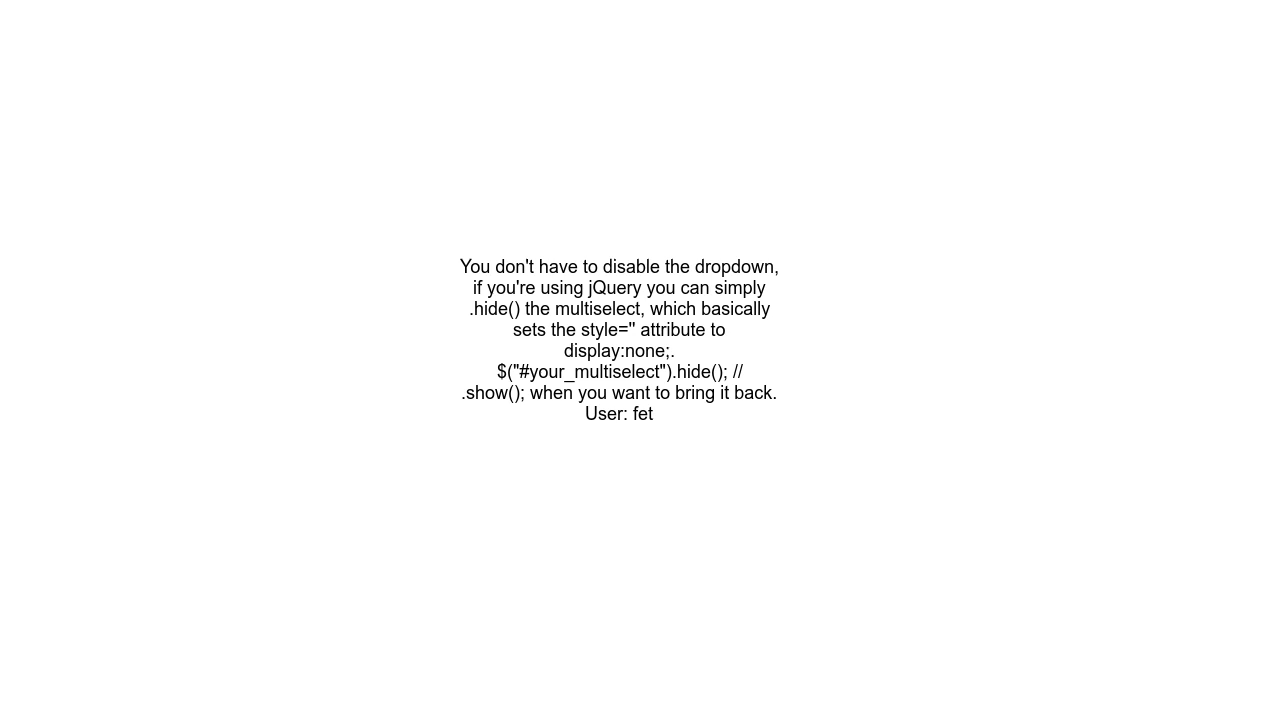 You don't have to disable the dropdown,
if you're using jQuery you can simply
.hide() the multiselect, which basically
sets the style='' attribute to
display:none;.
$("#your_multiselect").hide(); //
.show(); when you want to bring it back.
User: fet